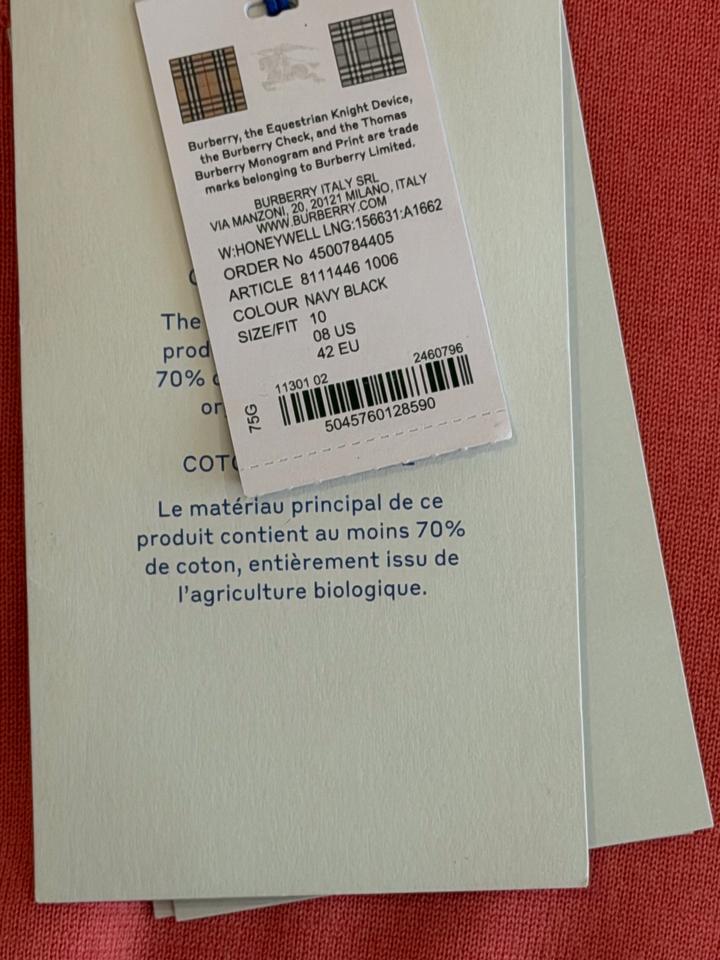 Burberry, the Equestrian Knight Device,
the Burberry Check, and the Thomas
Burberry Monogram and Print are trade
marks belonging to Burberry Limited.
BURBERRY ITALY SRL
VIA MANZONI, 20, 20121 MILANO, ITALY
WWW.BURBERRY.COM
W:HONEYWELL LNG:156631:A1662
ORDER No 4500784405
ARTICLE 8111446 1006
COLOUR NAVY BLACK
SIZE/FIT 10
08 US
42 EU
11301 02 2460796
75G
5045760128590
The
prod
70%
or
COTO
Le matériau principal de ce
produit contient au moins 70%
de coton, entièrement issu de
l'agriculture biologique.